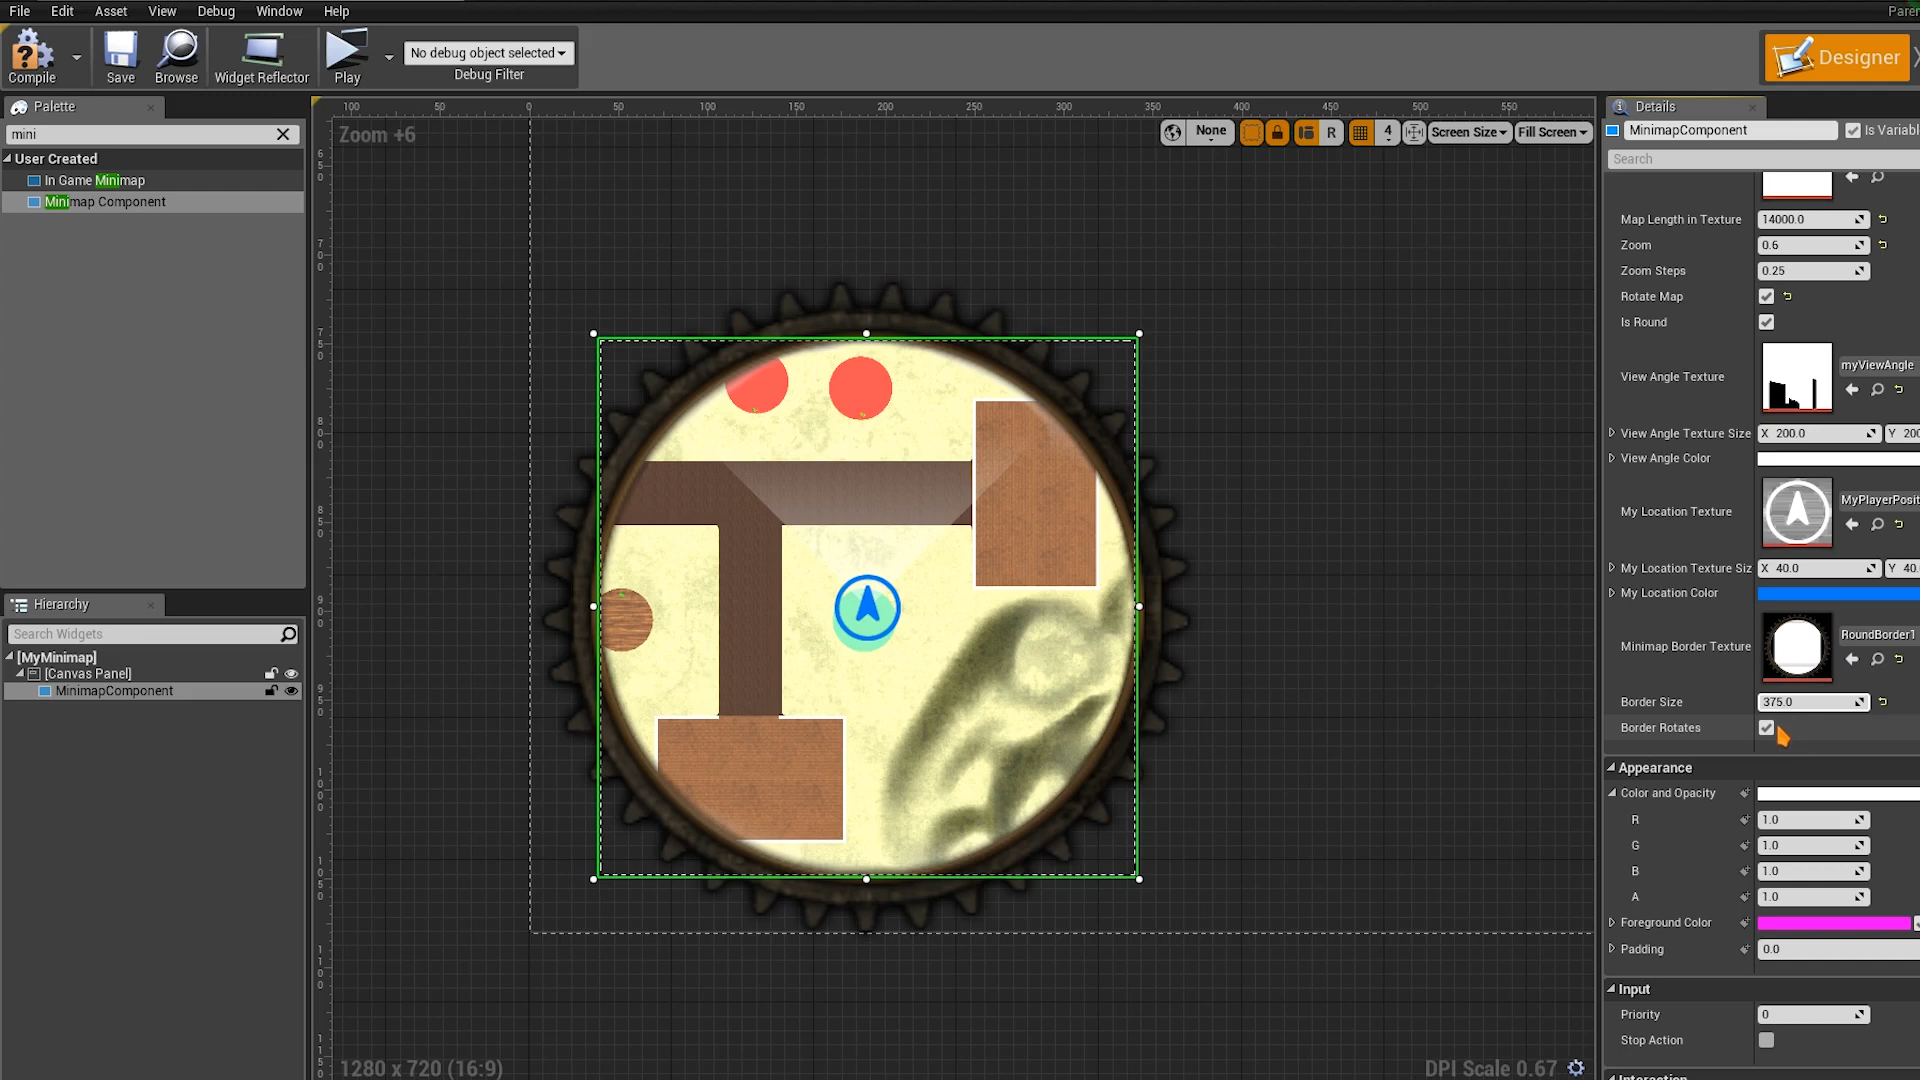 File Edit Asset View Debug Window Help
Compile Save Browse Widget Reflector Play No debug object selected Debug Filter Designer
Palette
mini
User Created
In Game Minimap
Minimap Component
Hierarchy
Search Widgets
[MyMinimap]
[Canvas Panel]
MinimapComponent
100 50 0 50 100 150 200 250 300 350 400 450 500 550
Zoom +6
None R 4 Screen Size Fill Screen
1280 x 720 (16:9)
DPI Scale 0.67
Details
MinimapComponent
Search
Map Length in Texture 14000.0
Zoom 0.6
Zoom Steps 0.25
Rotate Map
Is Round
View Angle Texture myViewAngle
View Angle Texture Size X 200.0 Y 200
View Angle Color
My Location Texture MyPlayerPosit
My Location Texture Siz X 40.0 Y 40.
My Location Color
Minimap Border Texture RoundBorder1
Border Size 375.0
Border Rotates
Appearance
Color and Opacity
R 1.0
G 1.0
B 1.0
A 1.0
Foreground Color
Padding 0.0
Input
Priority 0
Stop Action